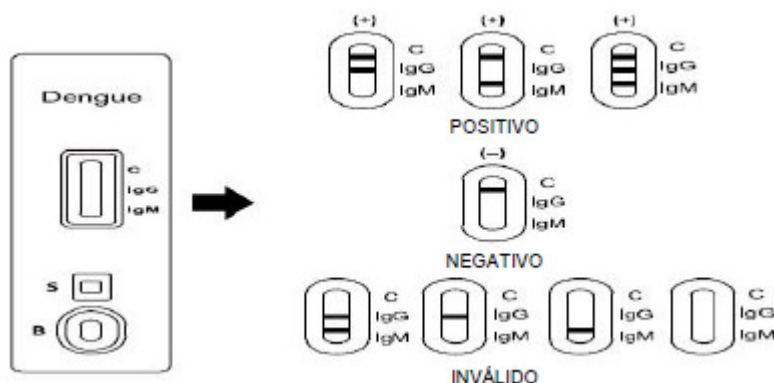 Dengue
C
IgG
IgM
S
B
(+) (+) (+)
C C C
IgG IgG IgG
IgM IgM IgM
POSITIVO
(-)
C
IgG
IgM
NEGATIVO
C C C C
IgG IgG IgG IgG
IgM IgM IgM IgM
INVÁLIDO